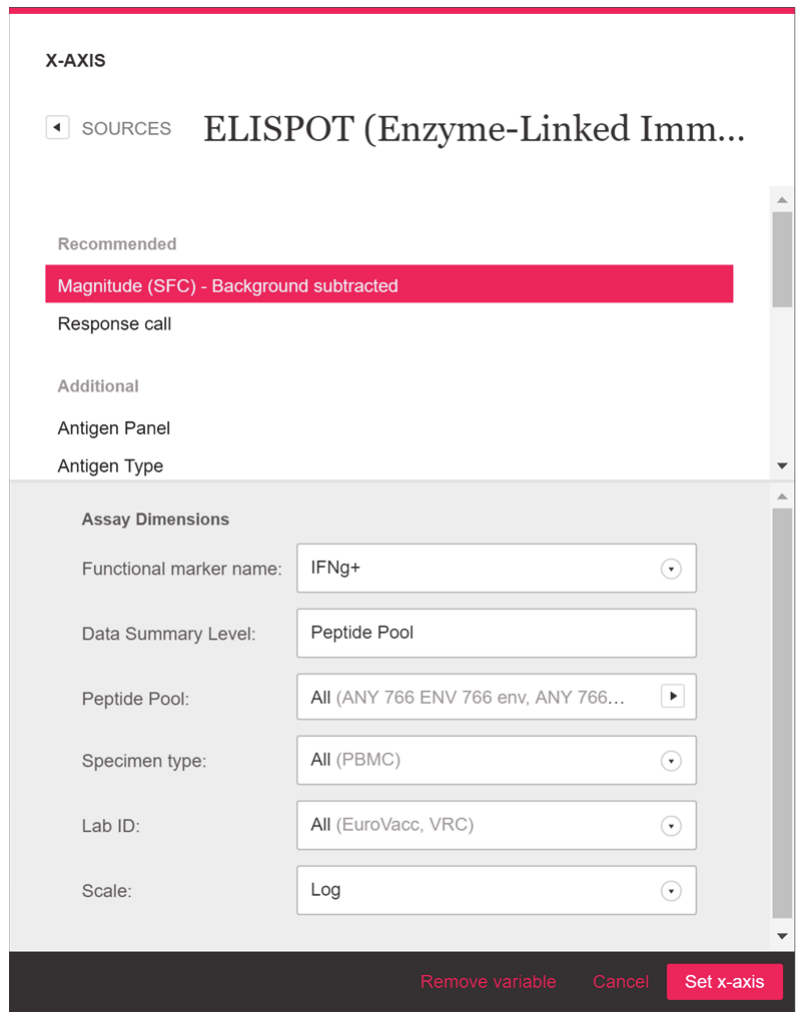 X-AXIS
SOURCES ELISPOT (Enzyme-Linked Imm...
Recommended
Magnitude (SFC) - Background subtracted
Response call
Additional
Antigen Panel
Antigen Type
Assay Dimensions
Functional marker name: IFNg+
Data Summary Level: Peptide Pool
Peptide Pool: All (ANY 766 ENV 766 env, ANY 766...
Specimen type: All (PBMC)
Lab ID: All (EuroVacc, VRC)
Scale: Log
Remove variable Cancel Set x-axis